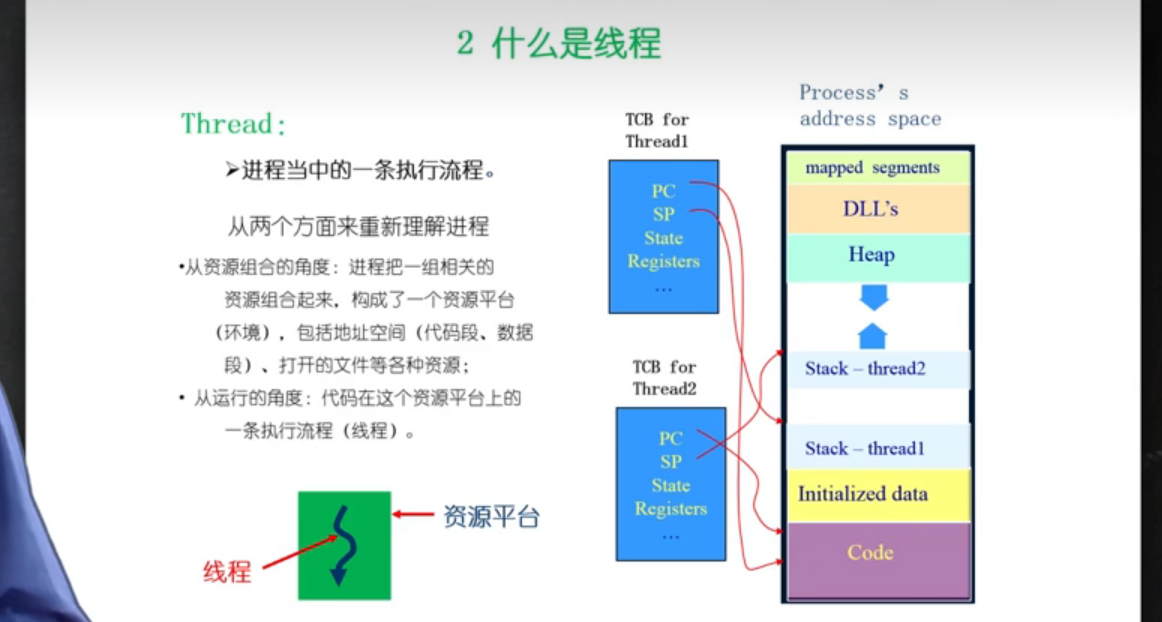 2 什么是线程
Thread:
➢进程当中的一条执行流程。
从两个方面来重新理解进程
•从资源组合的角度：进程把一组相关的
资源组合起来，构成了一个资源平台
（环境），包括地址空间（代码段、数据
段）、打开的文件等各种资源；
• 从运行的角度：代码在这个资源平台上的
一条执行流程（线程）。
资源平台
线程
TCB for
Thread1
PC
SP
State
Registers
...
TCB for
Thread2
PC
SP
State
Registers
...
Process’s
address space
mapped segments
DLL’s
Heap
Stack – thread2
Stack – thread1
Initialized data
Code